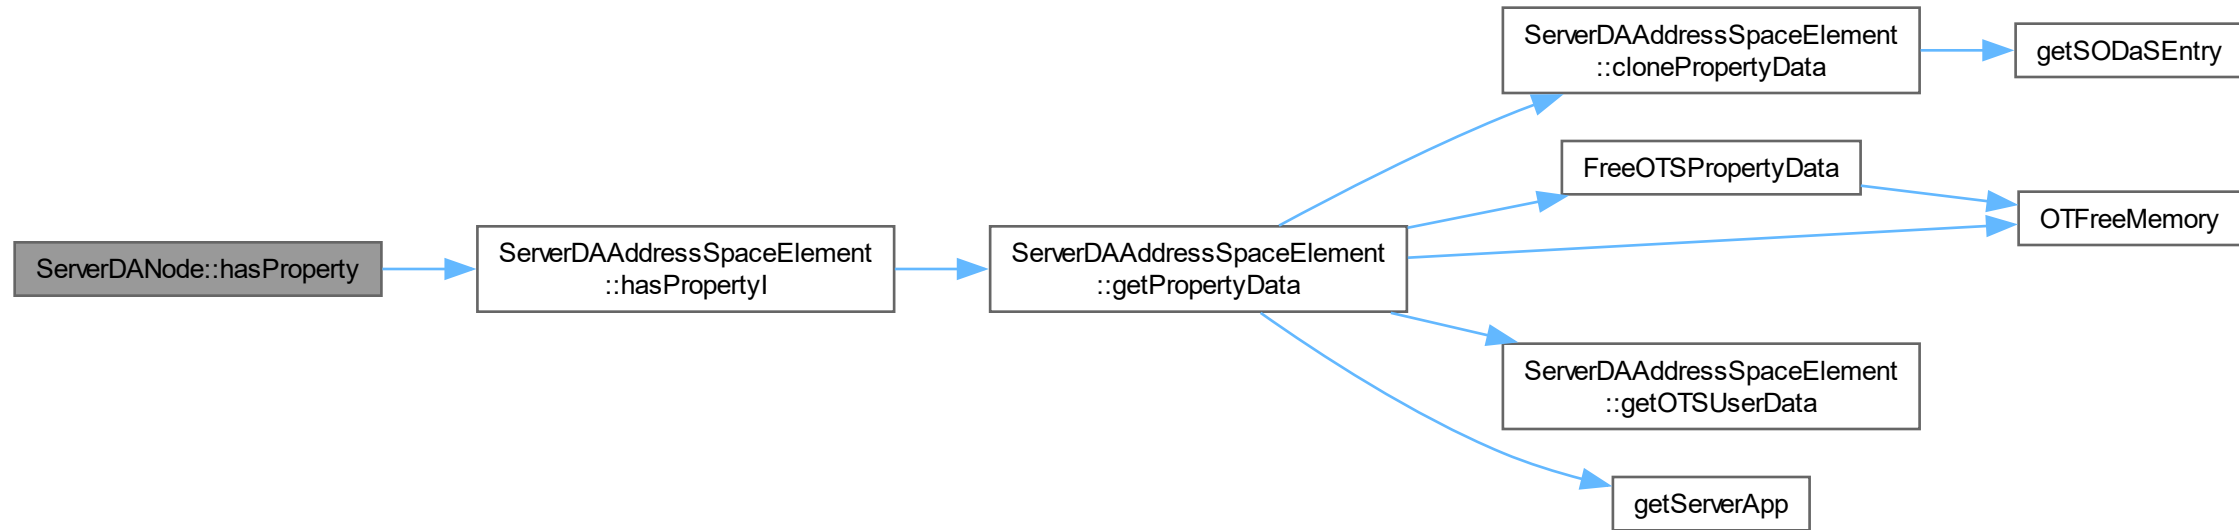 ServerDANode::hasProperty
ServerDAAddressSpaceElement
::hasPropertyI
ServerDAAddressSpaceElement
::getPropertyData
ServerDAAddressSpaceElement
::clonePropertyData
getSODaSEntry
FreeOTSPropertyData
OTFreeMemory
ServerDAAddressSpaceElement
::getOTSUserData
getServerApp